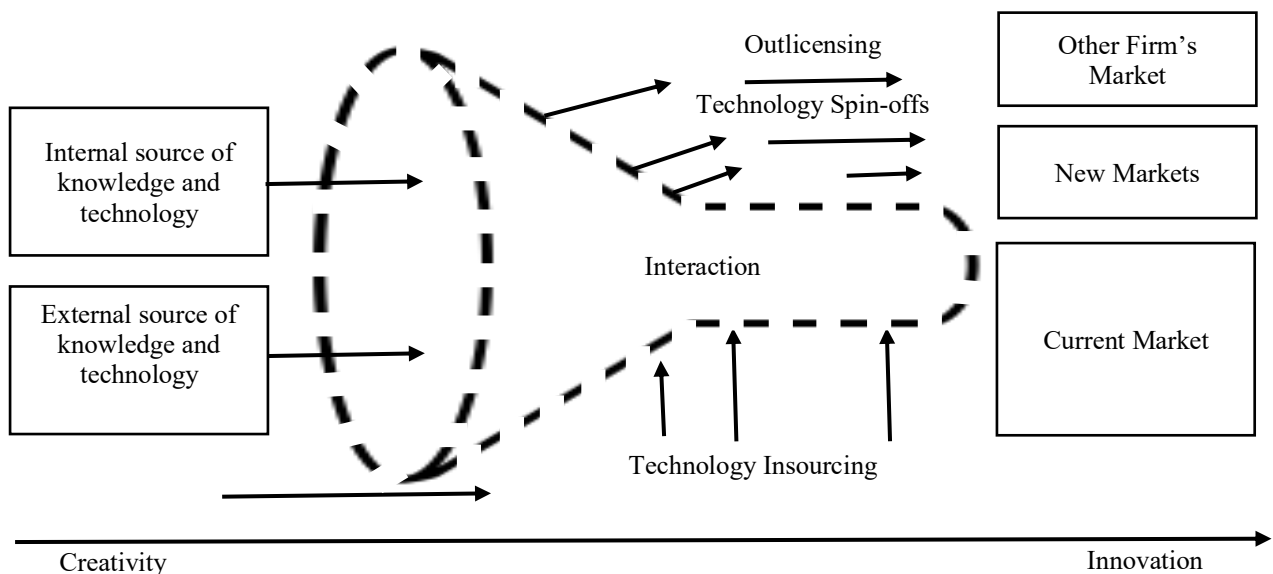 Internal source of
knowledge and
technology
External source of
knowledge and
technology
Outlicensing
Technology Spin-offs
Interaction
Technology Insourcing
Other Firm’s
Market
New Markets
Current Market
Creativity
Innovation